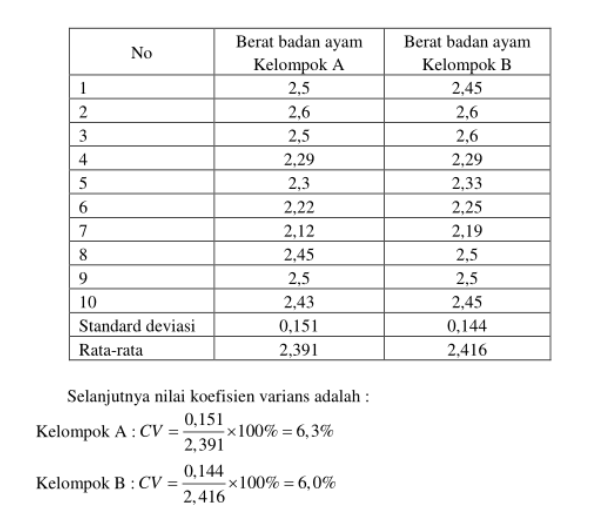 No Berat badan ayam Kelompok A Berat badan ayam Kelompok B
1 2,5 2,45
2 2,6 2,6
3 2,5 2,6
4 2,29 2,29
5 2,3 2,33
6 2,22 2,25
7 2,12 2,19
8 2,45 2,5
9 2,5 2,5
10 2,43 2,45
Standard deviasi 0,151 0,144
Rata-rata 2,391 2,416
Selanjutnya nilai koefisien varians adalah :
Kelompok A : CV = 0,151/2,391 ×100% = 6,3%
Kelompok B : CV = 0,144/2,416 ×100% = 6,0%